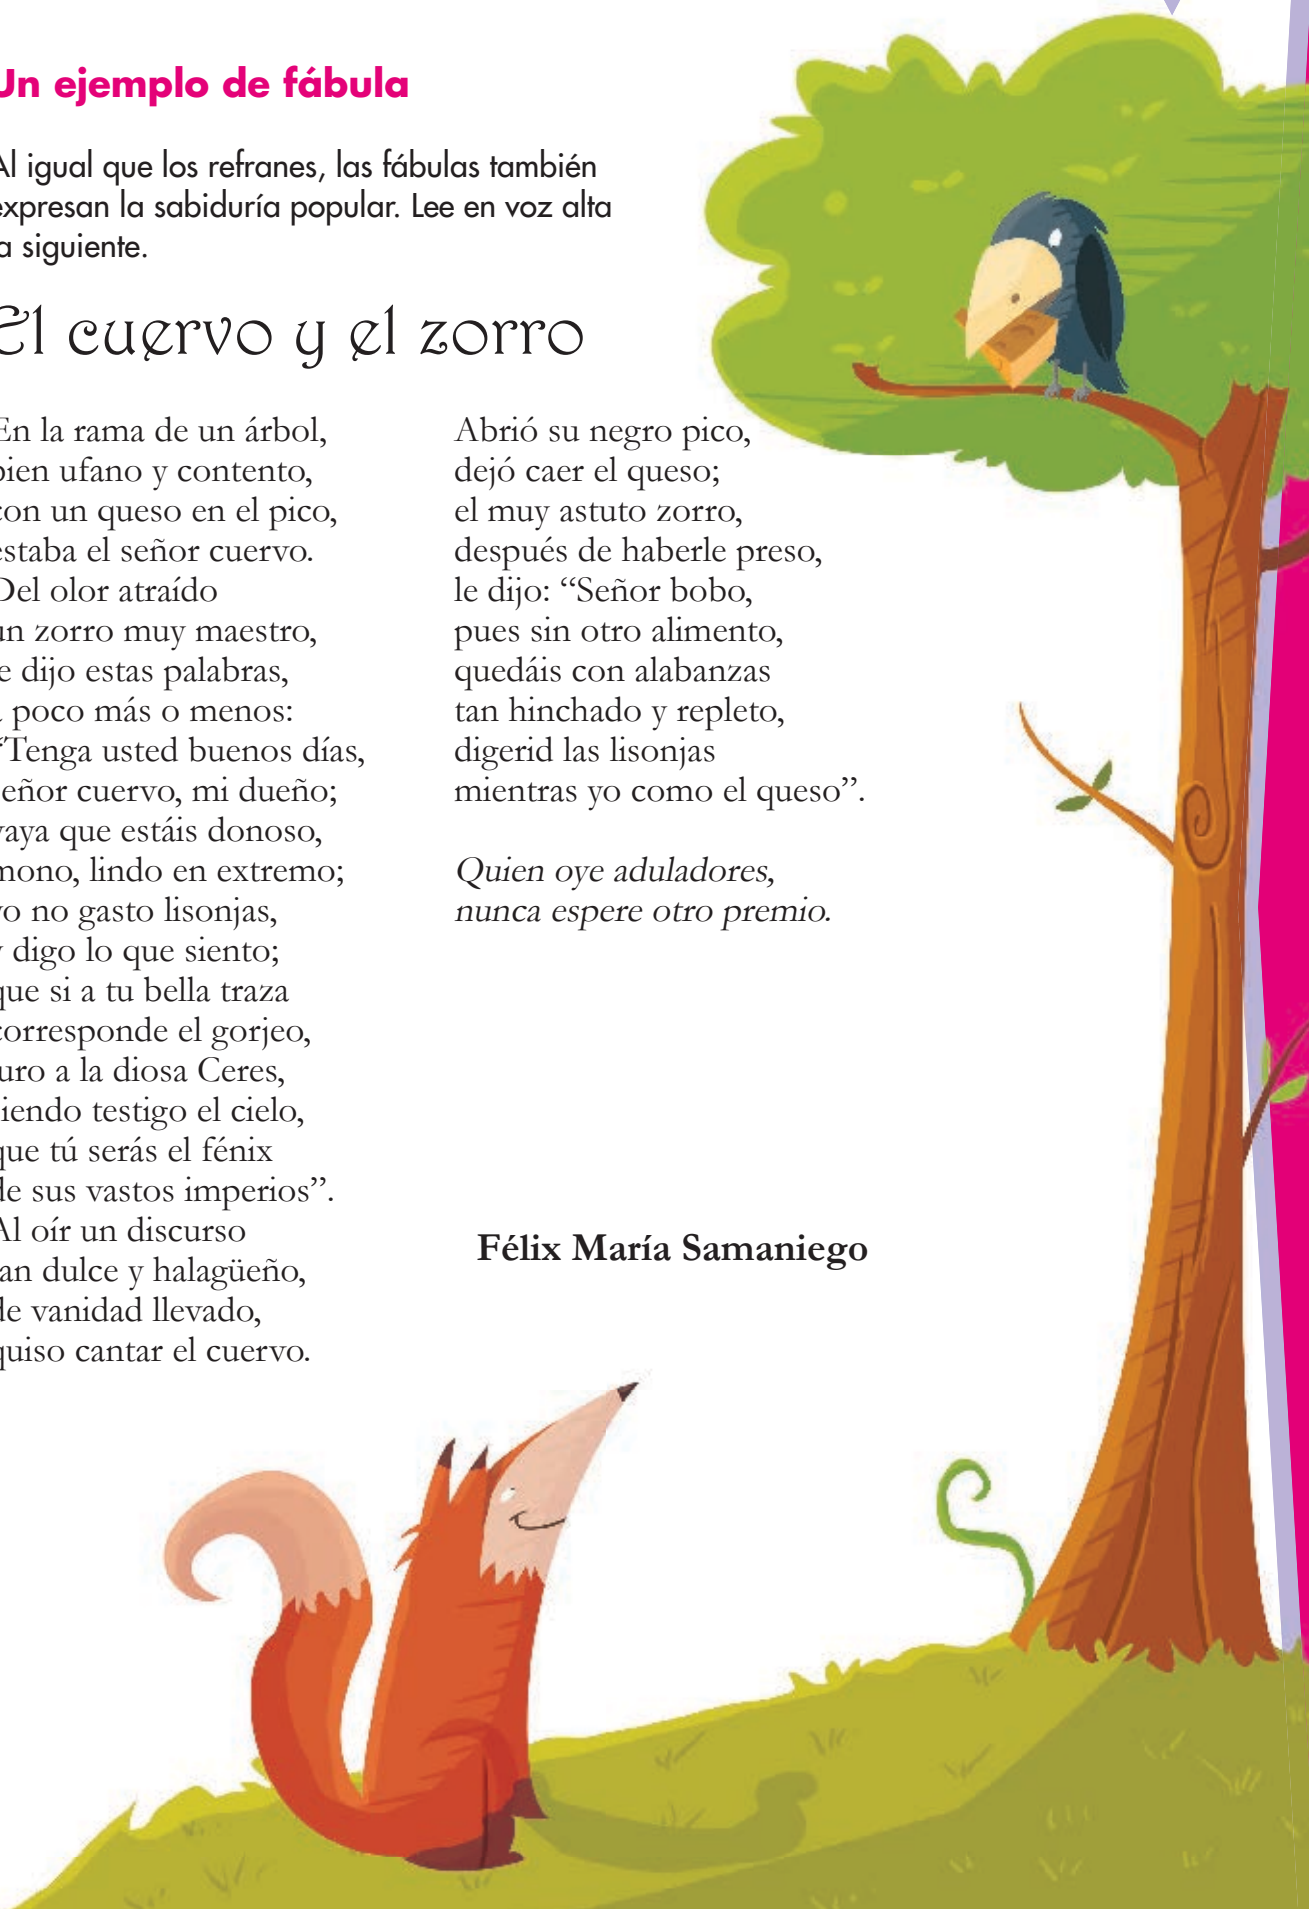 Un ejemplo de fábula
Al igual que los refranes, las fábulas también
expresan la sabiduría popular. Lee en voz alta
la siguiente.
El cuervo y el zorro
En la rama de un árbol,
bien ufano y contento,
con un queso en el pico,
estaba el señor cuervo.
Del olor atraído
un zorro muy maestro,
le dijo estas palabras,
a poco más o menos:
“Tenga usted buenos días,
señor cuervo, mi dueño;
vaya que estáis donoso,
mono, lindo en extremo;
yo no gasto lisonjas,
y digo lo que siento;
que si a tu bella traza
corresponde el gorjeo,
juro a la diosa Ceres,
siendo testigo el cielo,
que tú serás el fénix
de sus vastos imperios”.
Al oír un discurso
tan dulce y halagüeño,
de vanidad llevado,
quiso cantar el cuervo.
Abrió su negro pico,
dejó caer el queso;
el muy astuto zorro,
después de haberle preso,
le dijo: “Señor bobo,
pues sin otro alimento,
quedáis con alabanzas
tan hinchado y repleto,
digerid las lisonjas
mientras yo como el queso”.
Quien oye aduladores,
nunca espere otro premio.
Félix María Samaniego